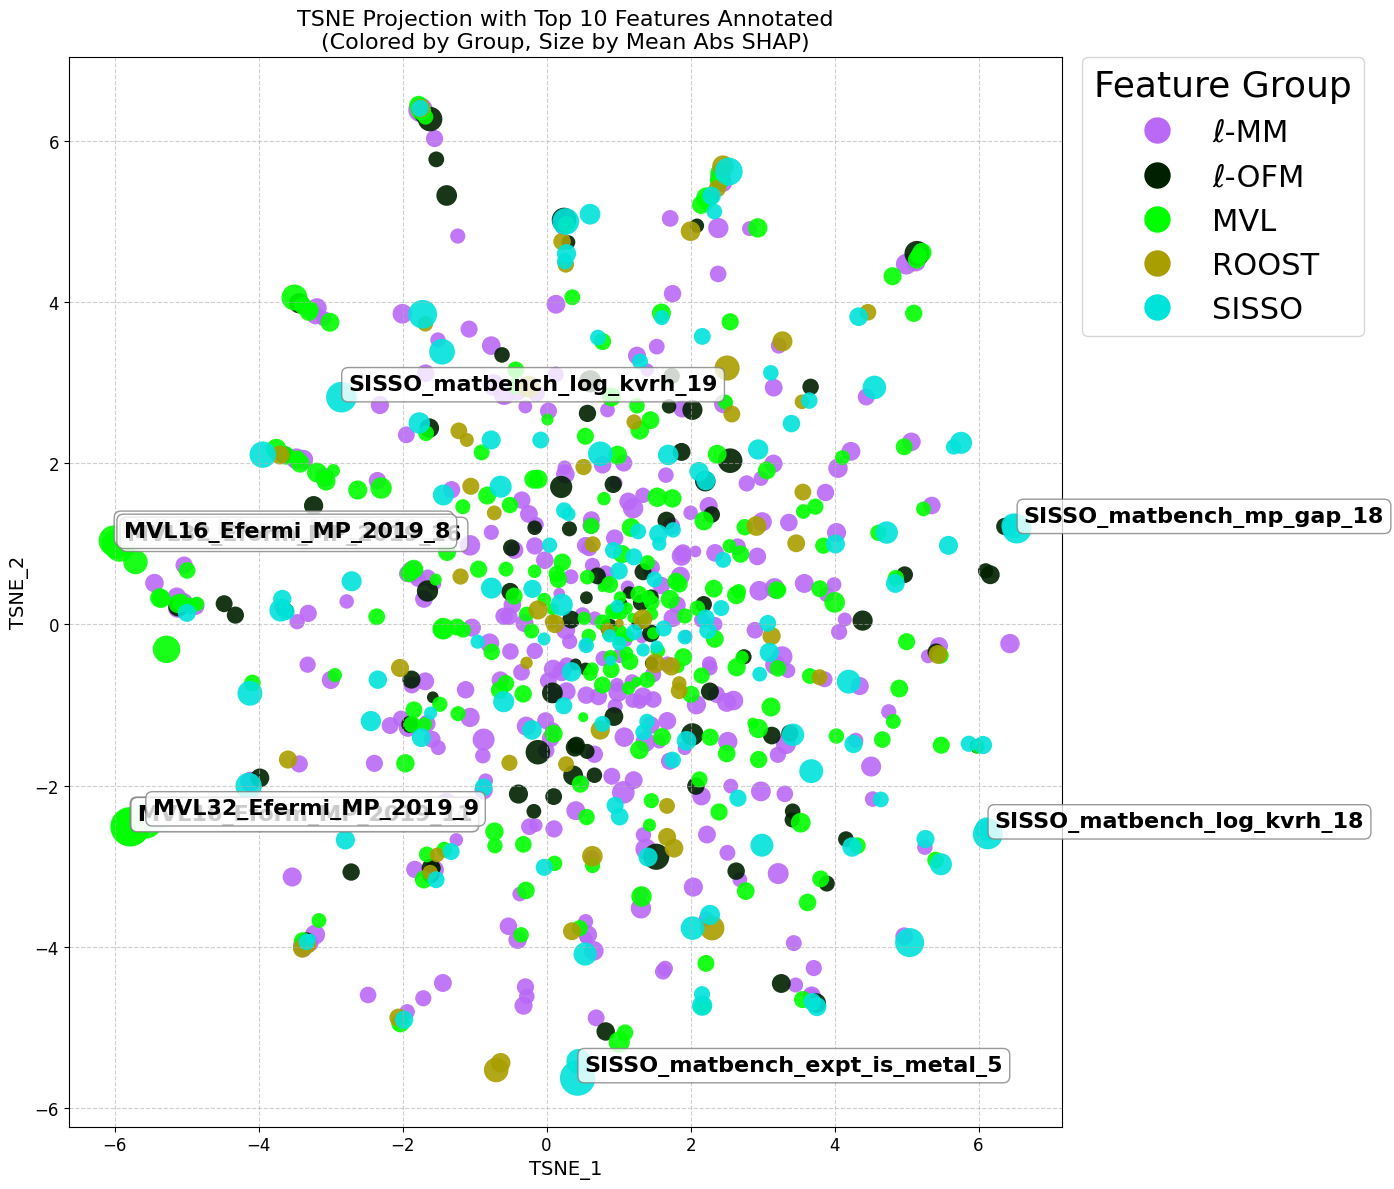 TSNE Projection with Top 10 Features Annotated
(Colored by Group, Size by Mean Abs SHAP)
Feature Group
ℓ-MM
ℓ-OFM
MVL
ROOST
SISSO
SISSO_matbench_log_kvrh_19
MVL16_Efermi_MP_2019_8
SISSO_matbench_mp_gap_18
MVL32_Efermi_MP_2019_9
SISSO_matbench_log_kvrh_18
SISSO_matbench_expt_is_metal_5
TSNE_2
6
4
2
0
−2
−4
−6
−6
−4
−2
0
2
4
6
TSNE_1